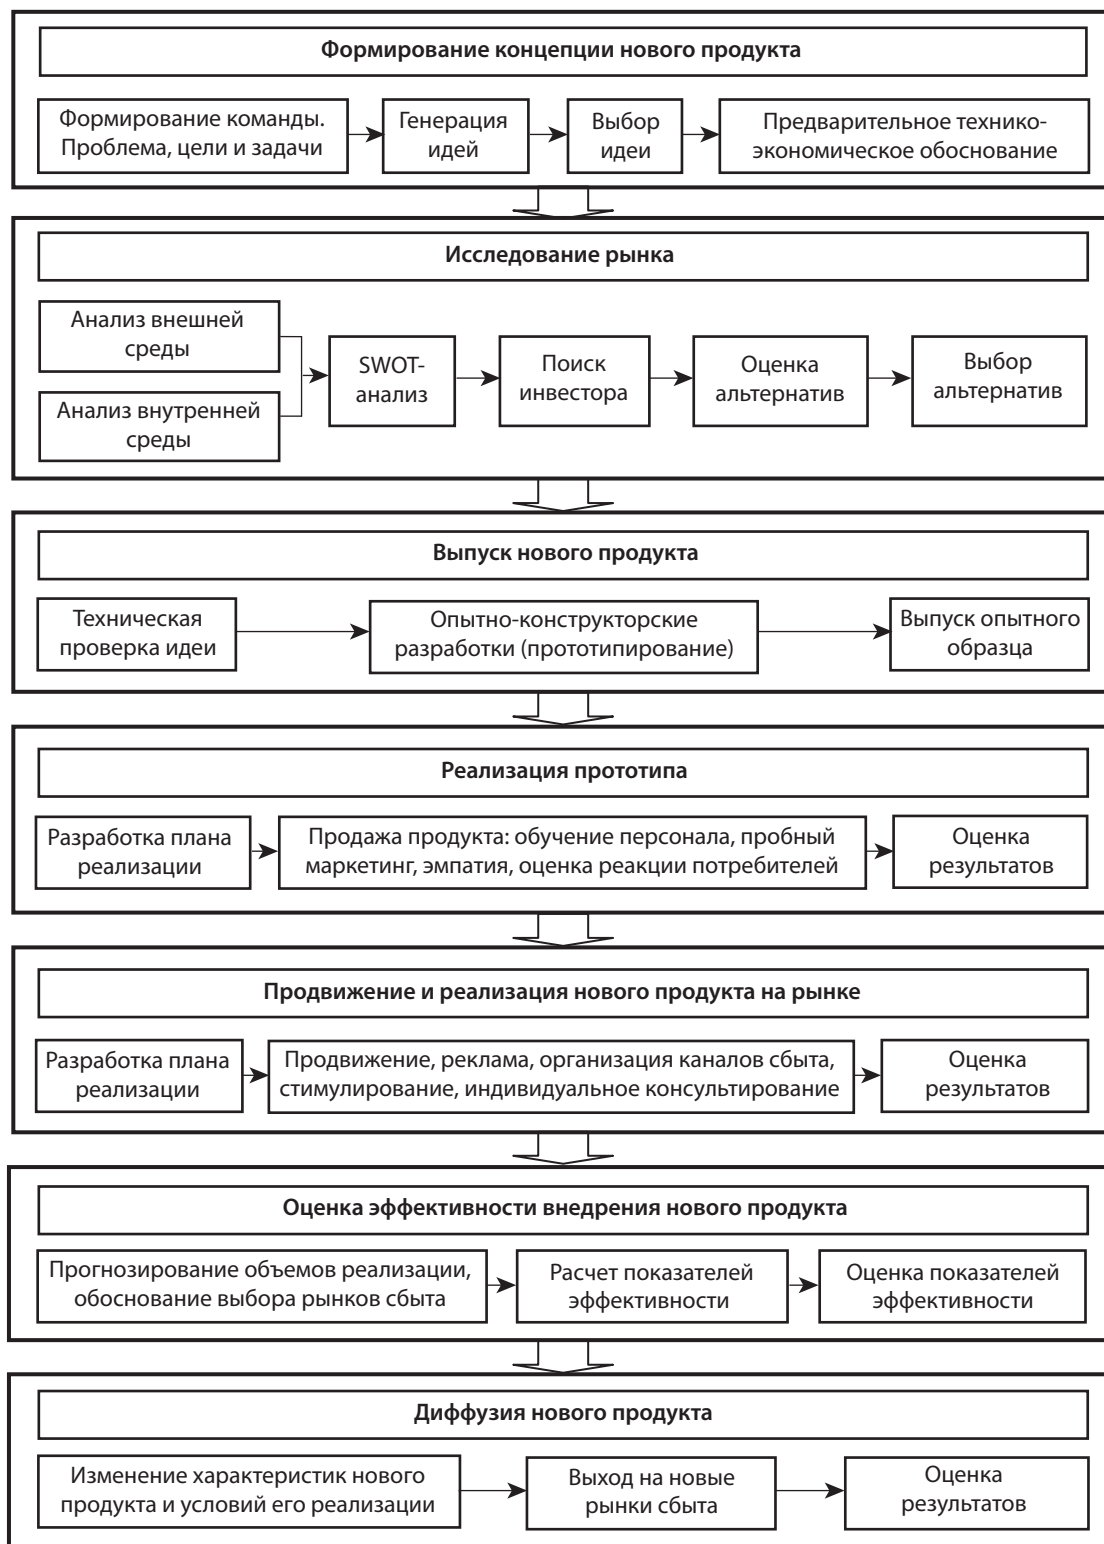 Формирование концепции нового продукта
Формирование команды.
Проблема, цели и задачи
Генерация
идей
Выбор
идеи
Предварительное технико-
экономическое обоснование
Исследование рынка
Анализ внешней
среды
Анализ внутренней
среды
SWOT-
анализ
Поиск
инвестора
Оценка
альтернатив
Выбор
альтернатив
Выпуск нового продукта
Техническая
проверка идеи
Опытно-конструкторские
разработки (прототипирование)
Выпуск опытного
образца
Реализация прототипа
Разработка плана
реализации
Продажа продукта: обучение персонала, пробный
маркетинг, эмпатия, оценка реакции потребителей
Оценка
результатов
Продвижение и реализация нового продукта на рынке
Разработка плана
реализации
Продвижение, реклама, организация каналов сбыта,
стимулирование, индивидуальное консультирование
Оценка
результатов
Оценка эффективности внедрения нового продукта
Прогнозирование объемов реализации,
обоснование выбора рынков сбыта
Расчет показателей
эффективности
Оценка показателей
эффективности
Диффузия нового продукта
Изменение характеристик нового
продукта и условий его реализации
Выход на новые
рынки сбыта
Оценка
результатов